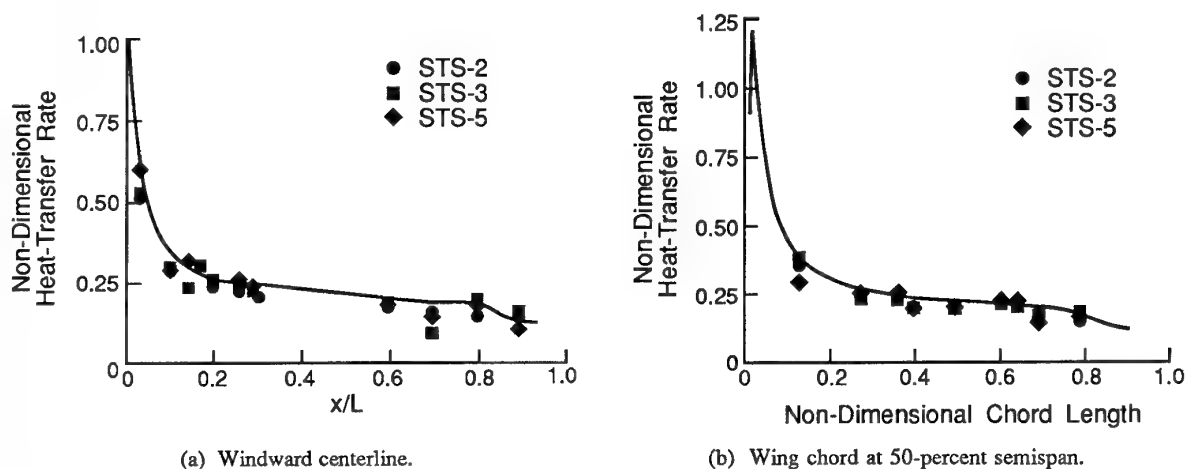 Non-Dimensional
Heat-Transfer Rate
1.00
0.75
0.50
0.25
0
0
0.2
0.4
0.6
0.8
1.0
x/L
STS-2
STS-3
STS-5
(a) Windward centerline.
Non-Dimensional
Heat-Transfer Rate
1.25
1.00
0.75
0.50
0.25
0
0
0.2
0.4
0.6
0.8
1.0
Non-Dimensional Chord Length
STS-2
STS-3
STS-5
(b) Wing chord at 50-percent semispan.